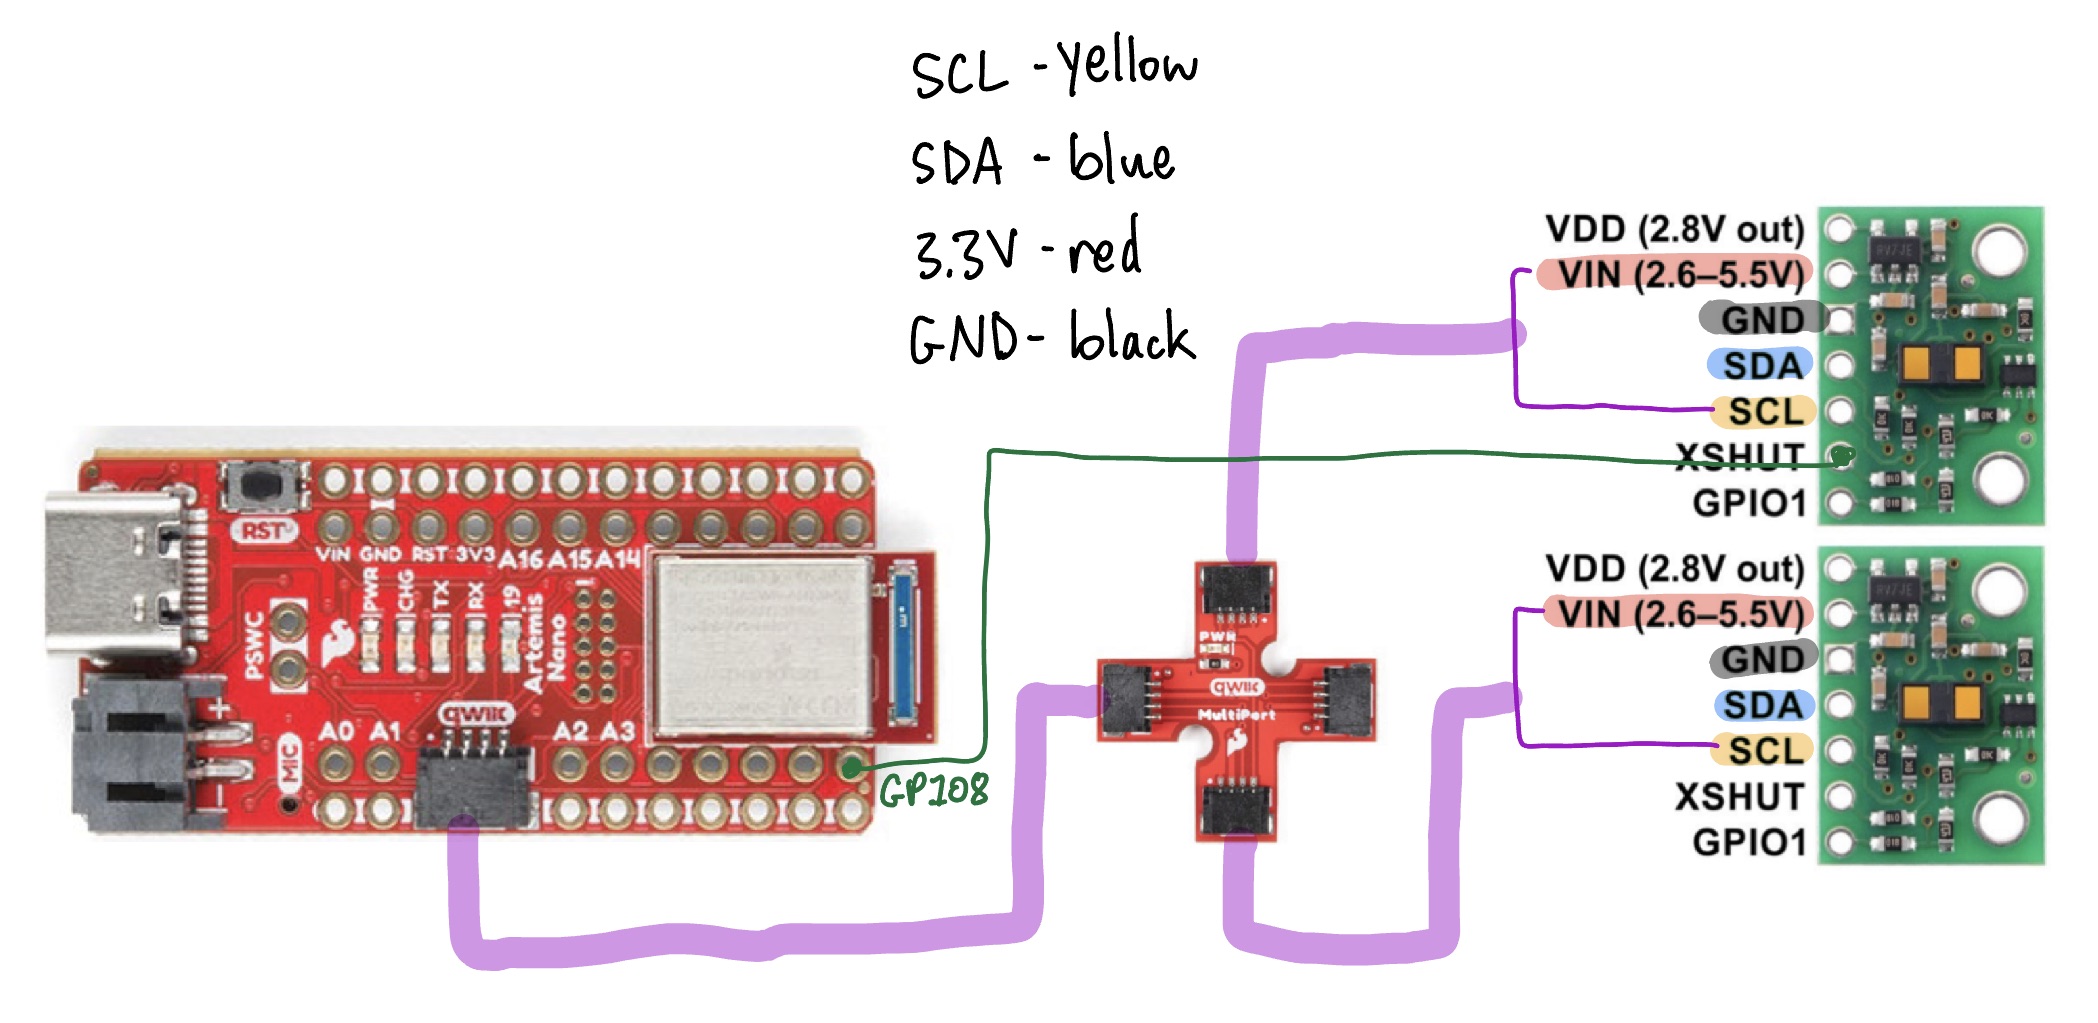 SCL - yellow
SDA - blue
3.3V - red
GND - black
VDD (2.8V out)
VIN (2.6–5.5V)
GND
SDA
SCL
XSHUT
GPIO1
VDD (2.8V out)
VIN (2.6–5.5V)
GND
SDA
SCL
XSHUT
GPIO1
RST
VIN GND RST 3V3 A16 A15 A14
PWR
CHG
TX
RX
19
Artemis
Nano
PSWC
qwiic
A0 A1 A2 A3
MIC
GPIO8
PWR
qwiic
MultiPort